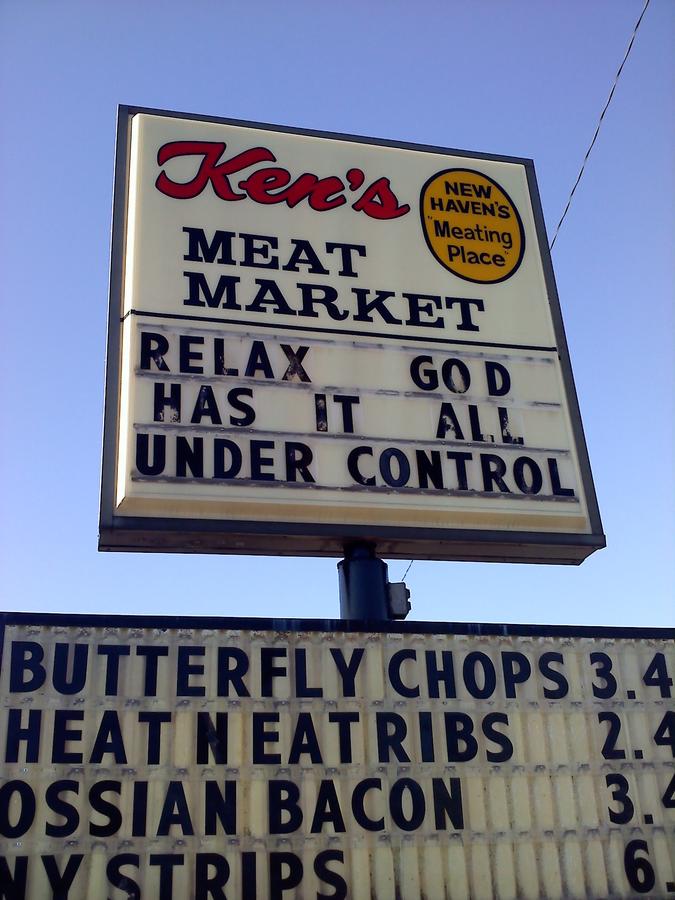 Ken's
MEAT
MARKET
NEW
HAVEN'S
"Meating
Place"
RELAX GOD
HAS IT ALL
UNDER CONTROL
BUTTERFLY CHOPS 3.4
HEAT N EAT RIBS 2.4
OSSIAN BACON 3.4
NY STRIPS 6.